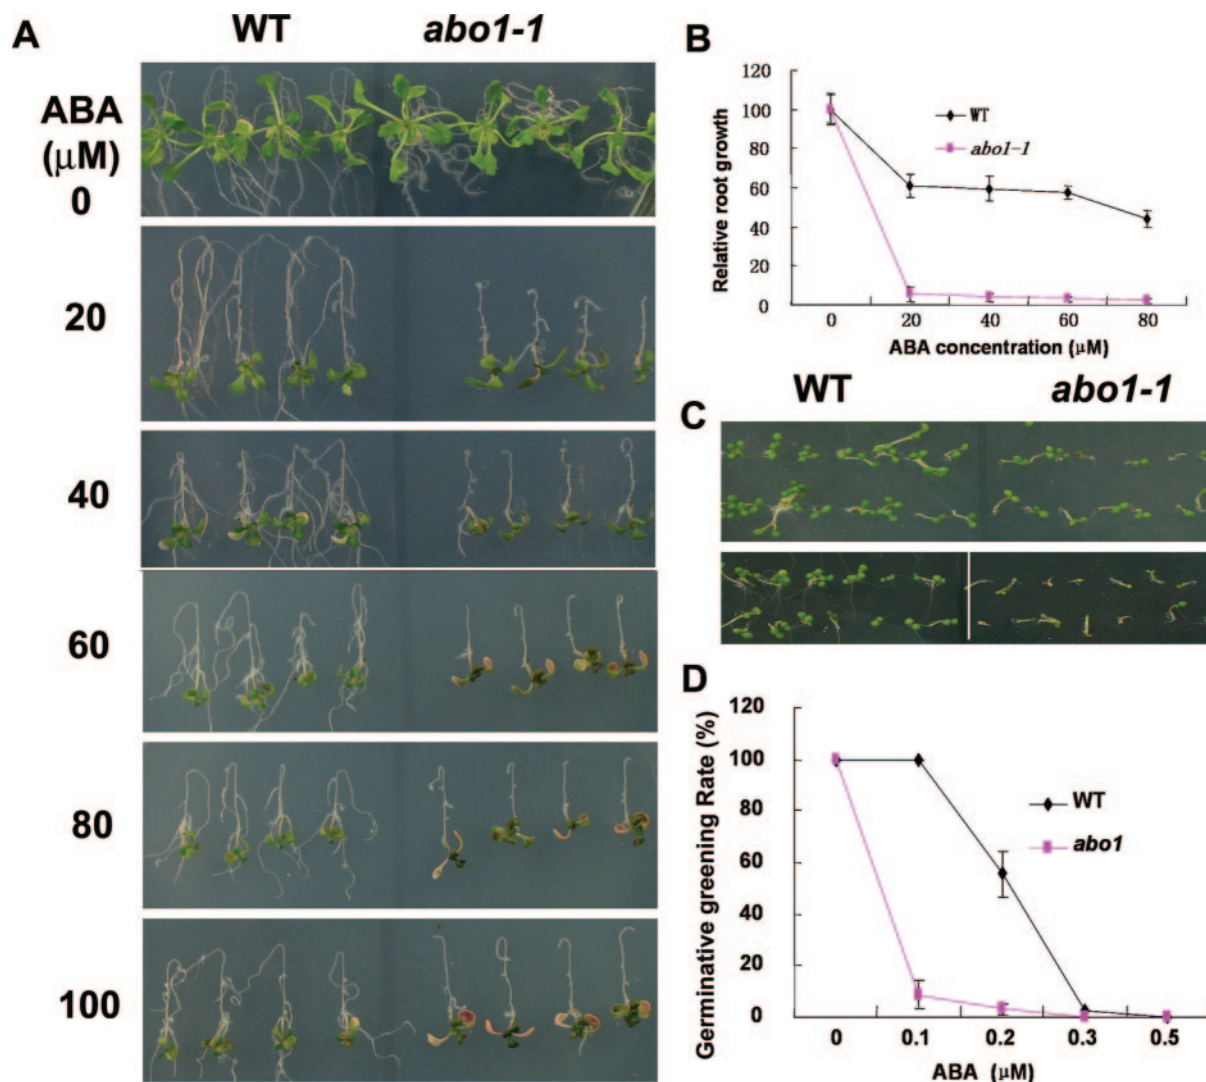 A
WT
abo1-1
ABA
(μM)
0
20
40
60
80
100
B
Relative root growth
120
100
80
60
40
20
0
WT
abo1-1
0
20
40
60
80
ABA concentration (μM)
C
WT
abo1-1
D
Germinative greening Rate (%)
120
100
80
60
40
20
0
WT
abo1
0
0.1
0.2
0.3
0.5
ABA (μM)